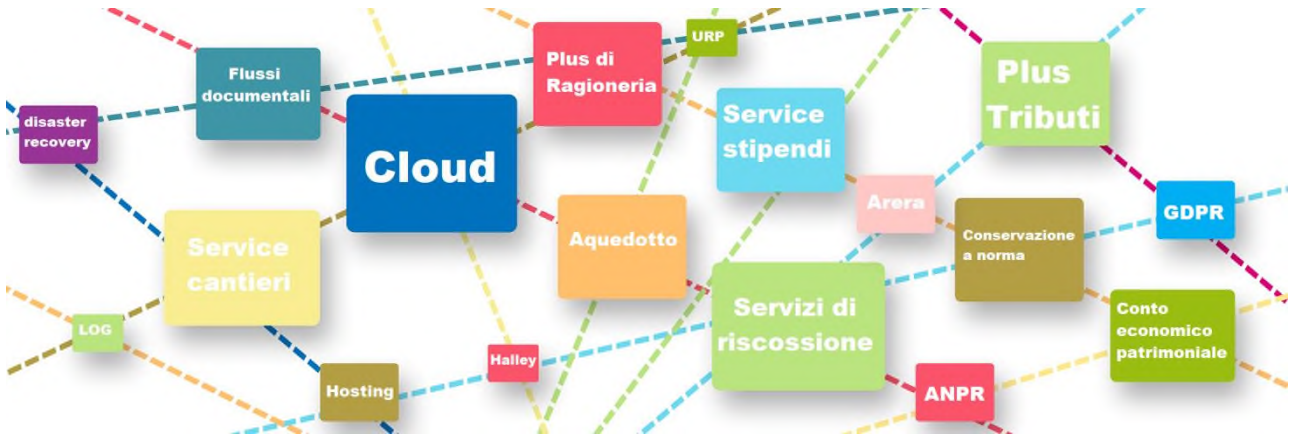 Flussi
documentali
disaster
recovery
Cloud
Plus di
Ragioneria
URP
Service
stipendi
Plus
Tributi
Service
cantieri
Aquedotto
Arera
Conservazione
a norma
GDPR
LOG
Hosting
Halley
Servizi di
riscossione
ANPR
Conto
economico
patrimoniale